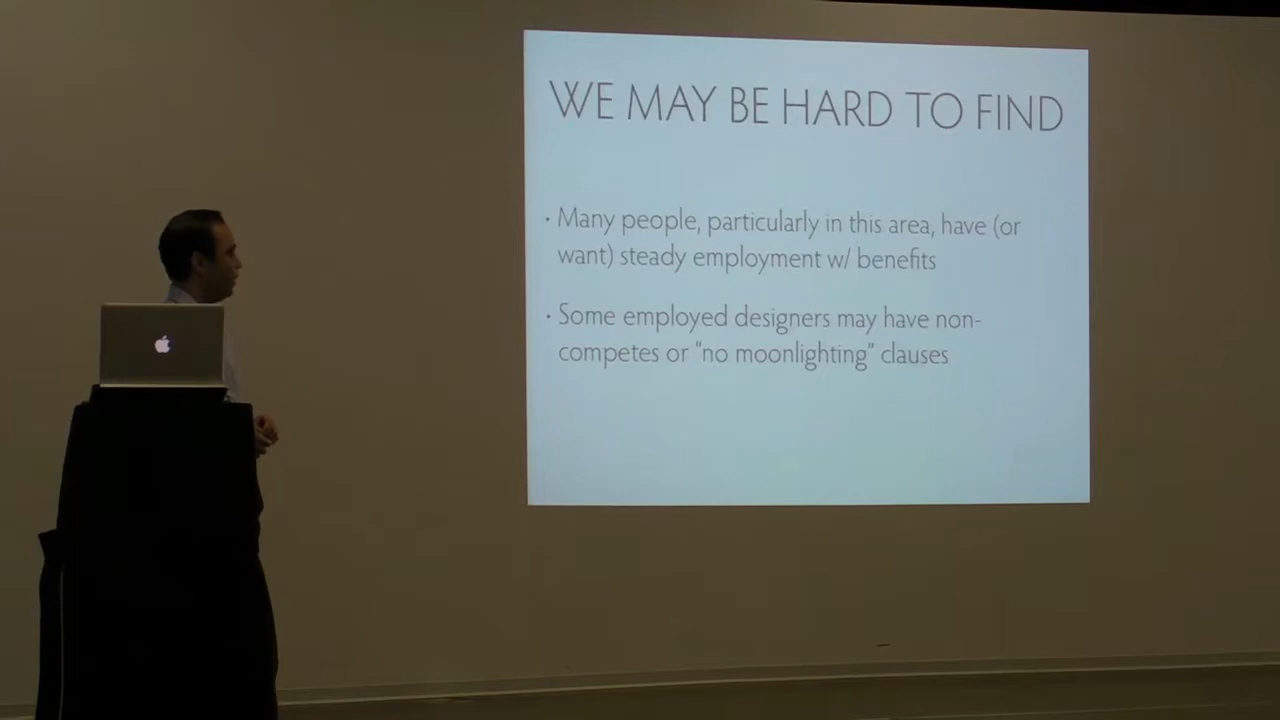 WE MAY BE HARD TO FIND
• Many people, particularly in this area, have (or
want) steady employment w/ benefits
• Some employed designers may have non-
competes or "no moonlighting" clauses